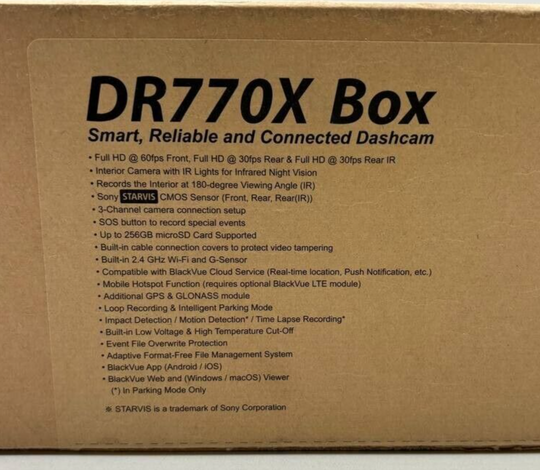 DR770X Box
Smart, Reliable and Connected Dashcam
• Full HD @ 60fps Front, Full HD @ 30fps Rear & Full HD @ 30fps Rear IR
• Interior Camera with IR Lights for Infrared Night Vision
• Records the Interior at 180-degree Viewing Angle (IR)
• Sony STARVIS CMOS Sensor (Front, Rear, Rear(IR))
• 3-Channel camera connection setup
• SOS button to record special events
• Up to 256GB microSD Card Supported
• Built-in cable connection covers to protect video tampering
• Built-in 2.4 GHz Wi-Fi and G-Sensor
• Compatible with BlackVue Cloud Service (Real-time location, Push Notification, etc.)
• Mobile Hotspot Function (requires optional BlackVue LTE module)
• Additional GPS & GLONASS module
• Loop Recording & Intelligent Parking Mode
• Impact Detection / Motion Detection* / Time Lapse Recording*
• Built-in Low Voltage & High Temperature Cut-Off
• Event File Overwrite Protection
• Adaptive Format-Free File Management System
• BlackVue App (Android / iOS)
• BlackVue Web and (Windows / macOS) Viewer
(*) In Parking Mode Only
※ STARVIS is a trademark of Sony Corporation